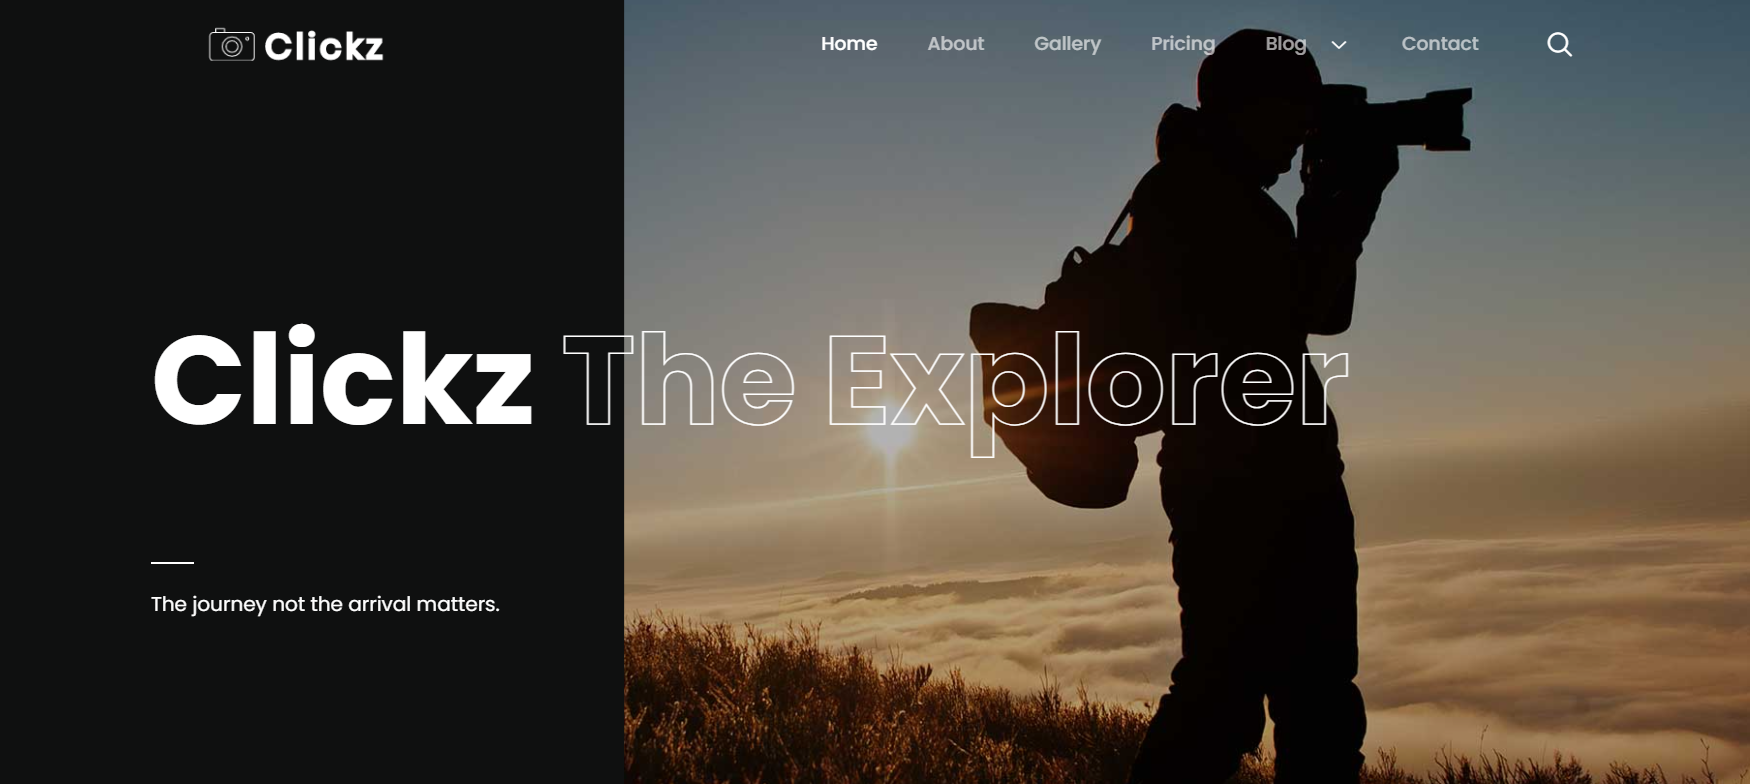 Clickz
Home About Gallery Pricing Blog Contact
Clickz The Explorer
The journey not the arrival matters.